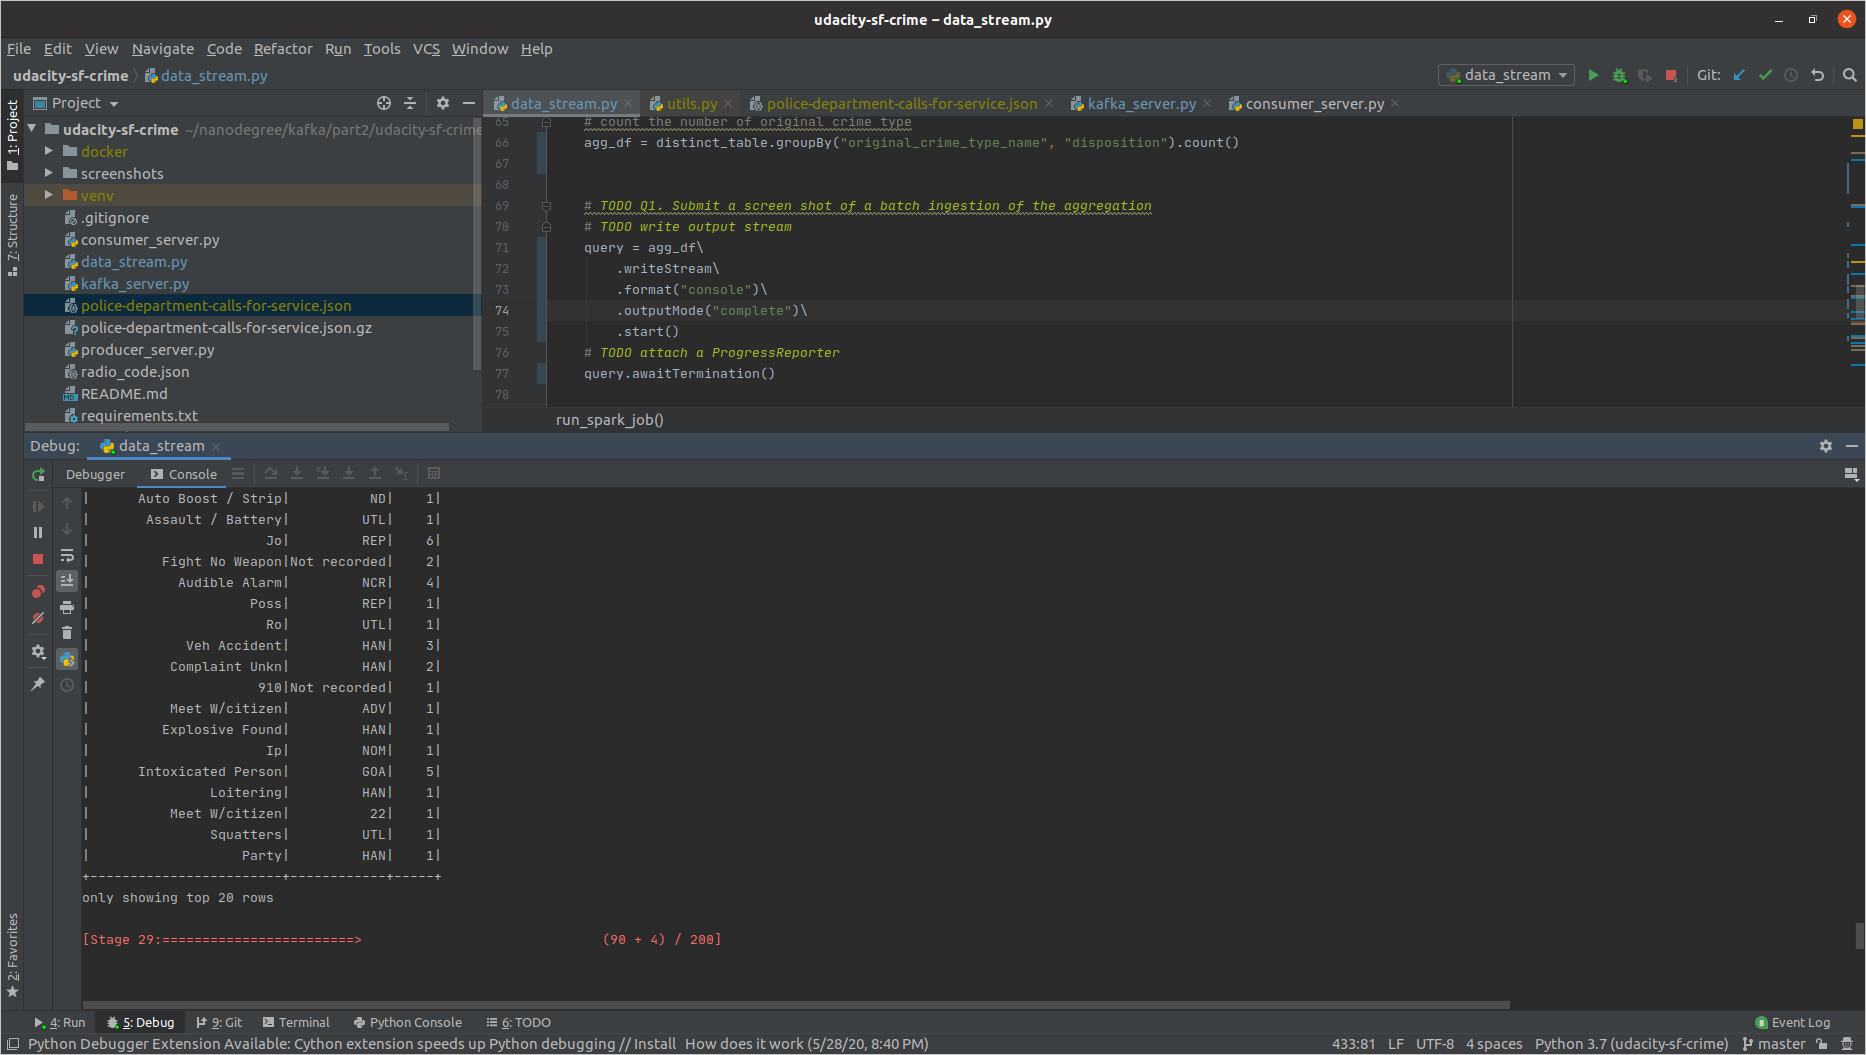 udacity-sf-crime – data_stream.py
File Edit View Navigate Code Refactor Run Tools VCS Window Help
udacity-sf-crime data_stream.py
data_stream Git:
1: Project
7: Structure
2: Favorites
Project
udacity-sf-crime ~/nanodegree/kafka/part2/udacity-sf-crime
docker
screenshots
venv
.gitignore
consumer_server.py
data_stream.py
kafka_server.py
police-department-calls-for-service.json
police-department-calls-for-service.json.gz
producer_server.py
radio_code.json
README.md
requirements.txt
data_stream.py utils.py police-department-calls-for-service.json kafka_server.py consumer_server.py
65 # count the number of original crime type
66 agg_df = distinct_table.groupBy("original_crime_type_name", "disposition").count()
67
68
69 # TODO Q1. Submit a screen shot of a batch ingestion of the aggregation
70 # TODO write output stream
71 query = agg_df\
72 .writeStream\
73 .format("console")\
74 .outputMode("complete")\
75 .start()
76 # TODO attach a ProgressReporter
77 query.awaitTermination()
78
run_spark_job()
Debug: data_stream
Debugger Console
| Auto Boost / Strip| ND| 1|
| Assault / Battery| UTL| 1|
| Jo| REP| 6|
| Fight No Weapon|Not recorded| 2|
| Audible Alarm| NCR| 4|
| Poss| REP| 1|
| Ro| UTL| 1|
| Veh Accident| HAN| 3|
| Complaint Unkn| HAN| 2|
| 910|Not recorded| 1|
| Meet W/citizen| ADV| 1|
| Explosive Found| HAN| 1|
| Ip| NOM| 1|
| Intoxicated Person| GOA| 5|
| Loitering| HAN| 1|
| Meet W/citizen| 22| 1|
| Squatters| UTL| 1|
| Party| HAN| 1|
+------------------------+------------+-----+
only showing top 20 rows
[Stage 29:========================> (90 + 4) / 200]
4: Run 5: Debug 9: Git Terminal Python Console 6: TODO 8 Event Log
Python Debugger Extension Available: Cython extension speeds up Python debugging // Install How does it work (5/28/20, 8:40 PM) 433:81 LF UTF-8 4 spaces Python 3.7 (udacity-sf-crime) master